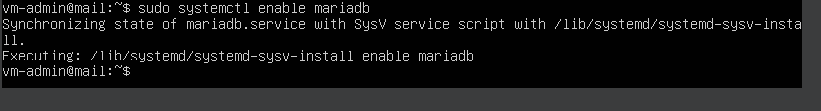 vm-admin@mail:~$ sudo systemctl enable mariadb
Synchronizing state of mariadb.service with SysV service script with /lib/systemd/systemd-sysv-insta
ll.
Executing: /lib/systemd/systemd-sysv-install enable mariadb
vm-admin@mail:~$